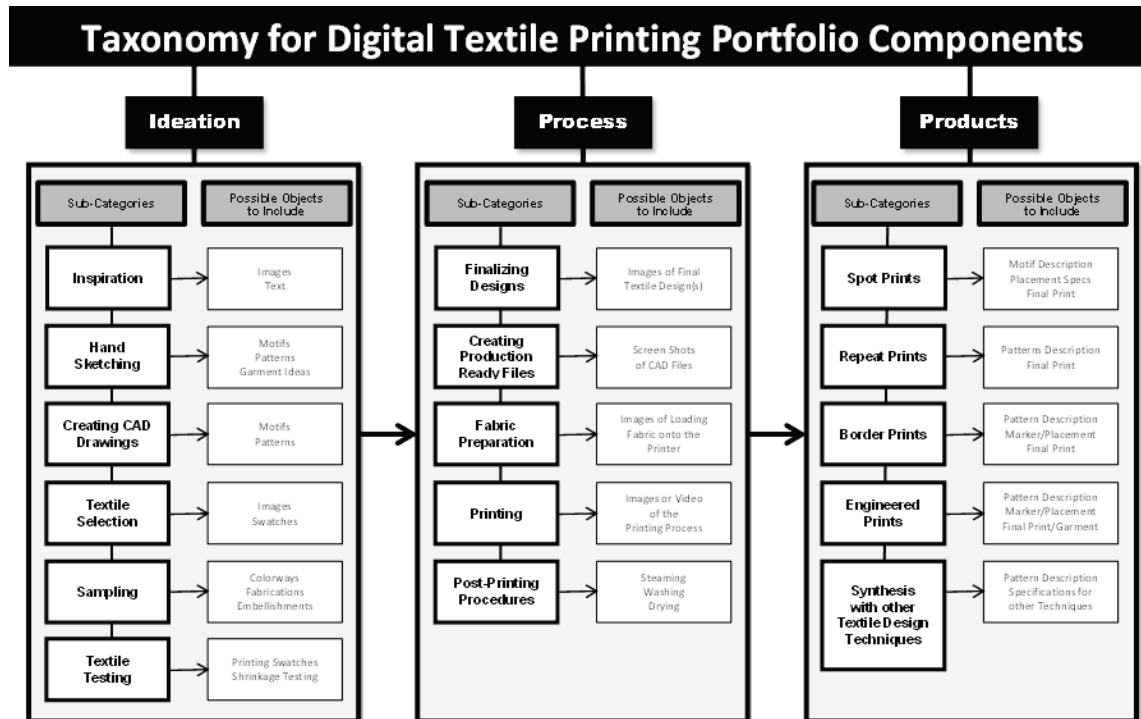 Taxonomy for Digital Textile Printing Portfolio Components
Ideation
Sub-Categories
Possible Objects
to Include
Inspiration
Images
Text
Hand
Sketching
Motifs
Patterns
Garment Ideas
Creating CAD
Drawings
Motifs
Patterns
Textile
Selection
Images
Swatches
Sampling
Colorways
Fabrications
Embellishments
Textile
Testing
Printing Swatches
Shrinkage Testing
Process
Sub-Categories
Possible Objects
to Include
Finalizing
Designs
Images of Final
Textile Design(s)
Creating
Production
Ready Files
Screen Shots
of CAD Files
Fabric
Preparation
Images of Loading
Fabric onto the
Printer
Printing
Images or Video
of the
Printing Process
Post-Printing
Procedures
Steaming
Washing
Drying
Products
Sub-Categories
Possible Objects
to Include
Spot Prints
Motif Description
Placement Specs
Final Print
Repeat Prints
Patterns Description
Final Print
Border Prints
Pattern Description
Marker/Placement
Final Print
Engineered
Prints
Pattern Description
Marker/Placement
Final Print/Garment
Synthesis
with other
Textile Design
Techniques
Pattern Description
Specifications for
other Techniques